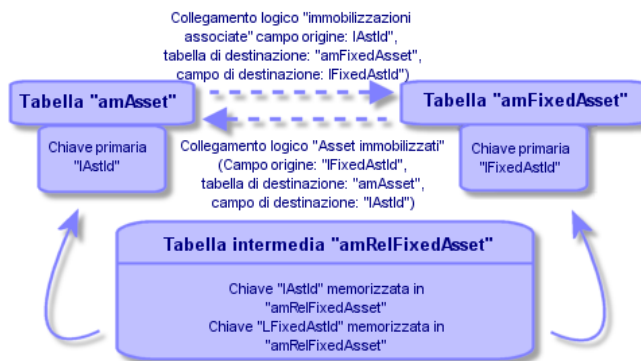 Collegamento logico "immobilizzazioni
associate" campo origine: lAstId",
tabella di destinazione: "amFixedAsset",
campo di destinazione: lFixedAstId")
Tabella "amAsset"
Tabella "amFixedAsset"
Chiave primaria
"lAstId"
Collegamento logico "Asset immobilizzati"
(Campo origine: "lFixedAstId",
tabella di destinazione: "amAsset",
campo di destinazione: "lAstId")
Chiave primaria
"lFixedAstId"
Tabella intermedia "amRelFixedAsset"
Chiave "lAstId" memorizzata in
"amRelFixedAsset"
Chiave "LFixedAstId" memorizzata in
"amRelFixedAsset"